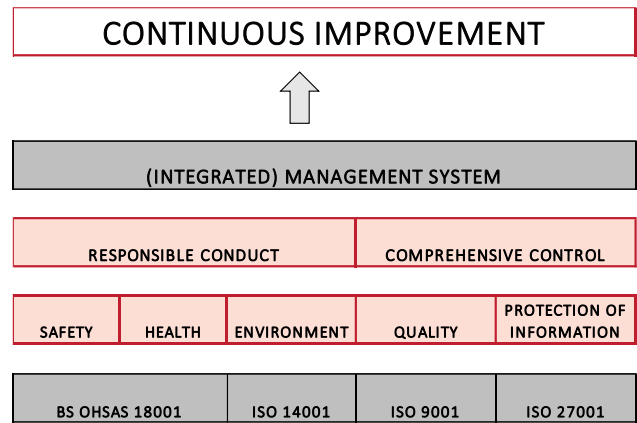 CONTINUOUS IMPROVEMENT
(INTEGRATED) MANAGEMENT SYSTEM
RESPONSIBLE CONDUCT
COMPREHENSIVE CONTROL
SAFETY
HEALTH
ENVIRONMENT
QUALITY
PROTECTION OF
INFORMATION
BS OHSAS 18001
ISO 14001
ISO 9001
ISO 27001